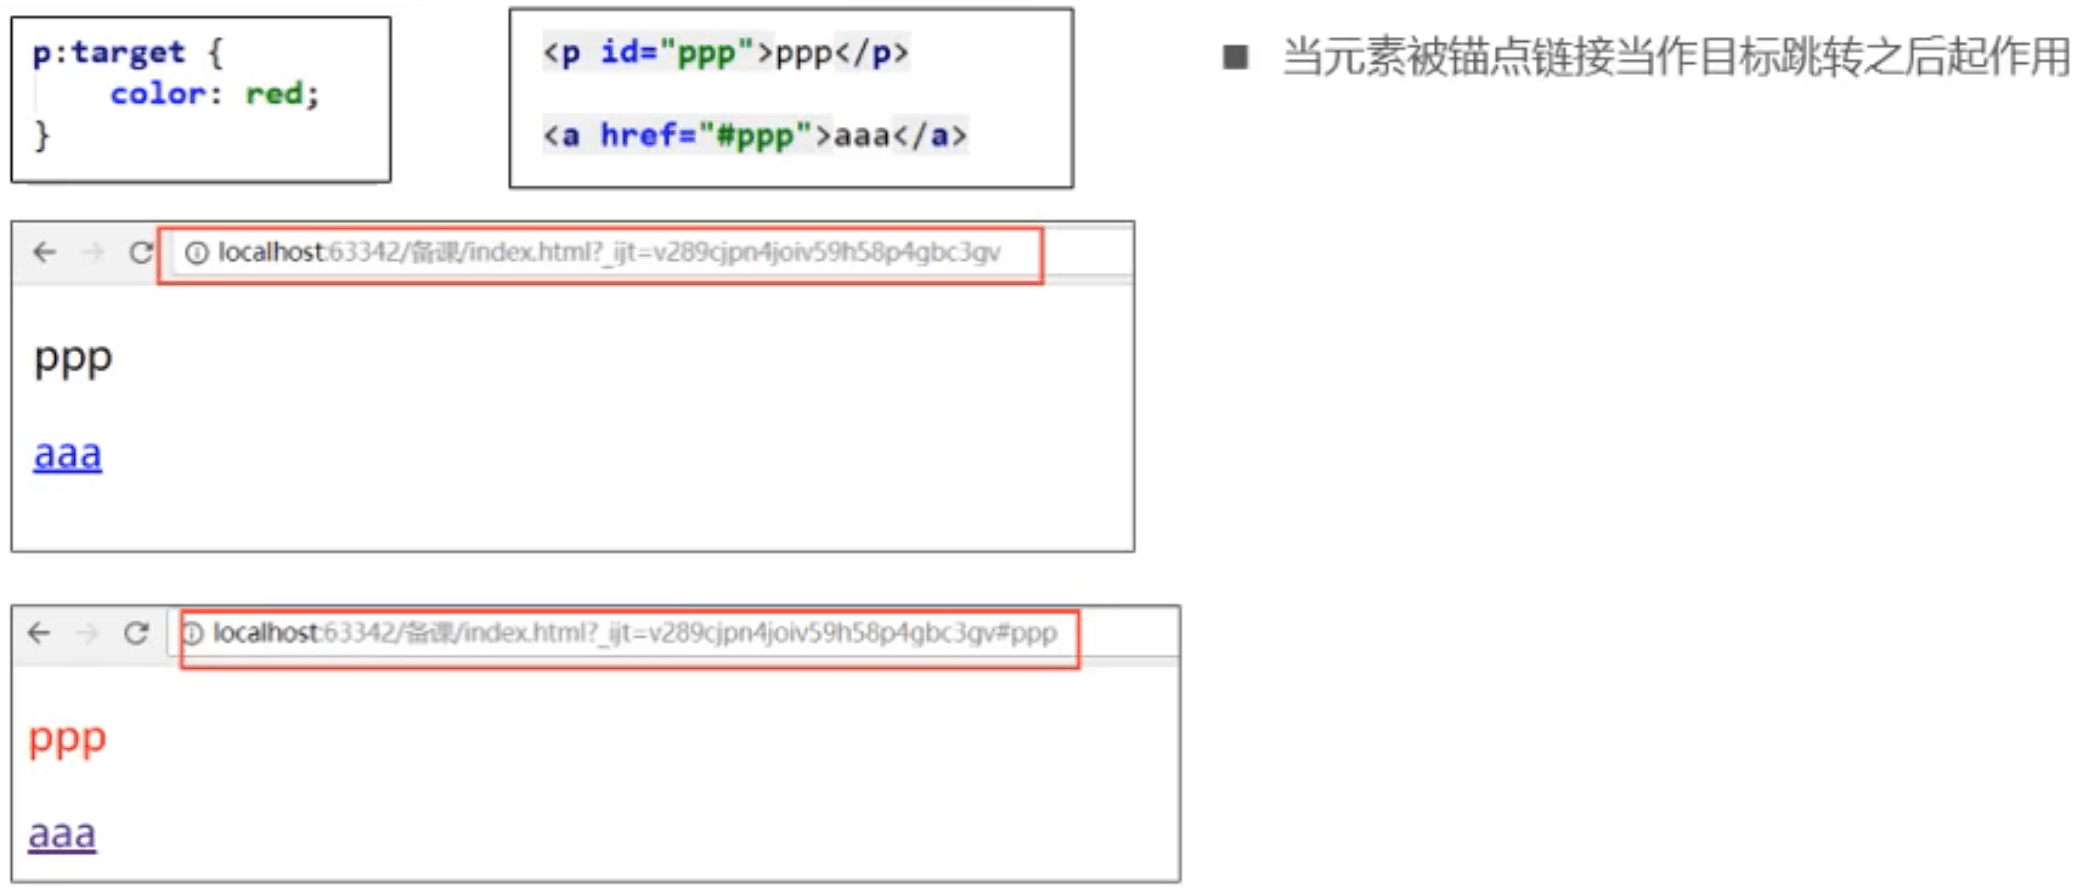 p:target {
    color: red;
}
<p id="ppp">ppp</p>
<a href="#ppp">aaa</a>
■ 当元素被锚点链接当作目标跳转之后起作用
localhost:63342/备课/index.html?_ijt=v289cjpn4joiv59h58p4gbc3gv
ppp
aaa
localhost:63342/备课/index.html?_ijt=v289cjpn4joiv59h58p4gbc3gv#ppp
ppp
aaa